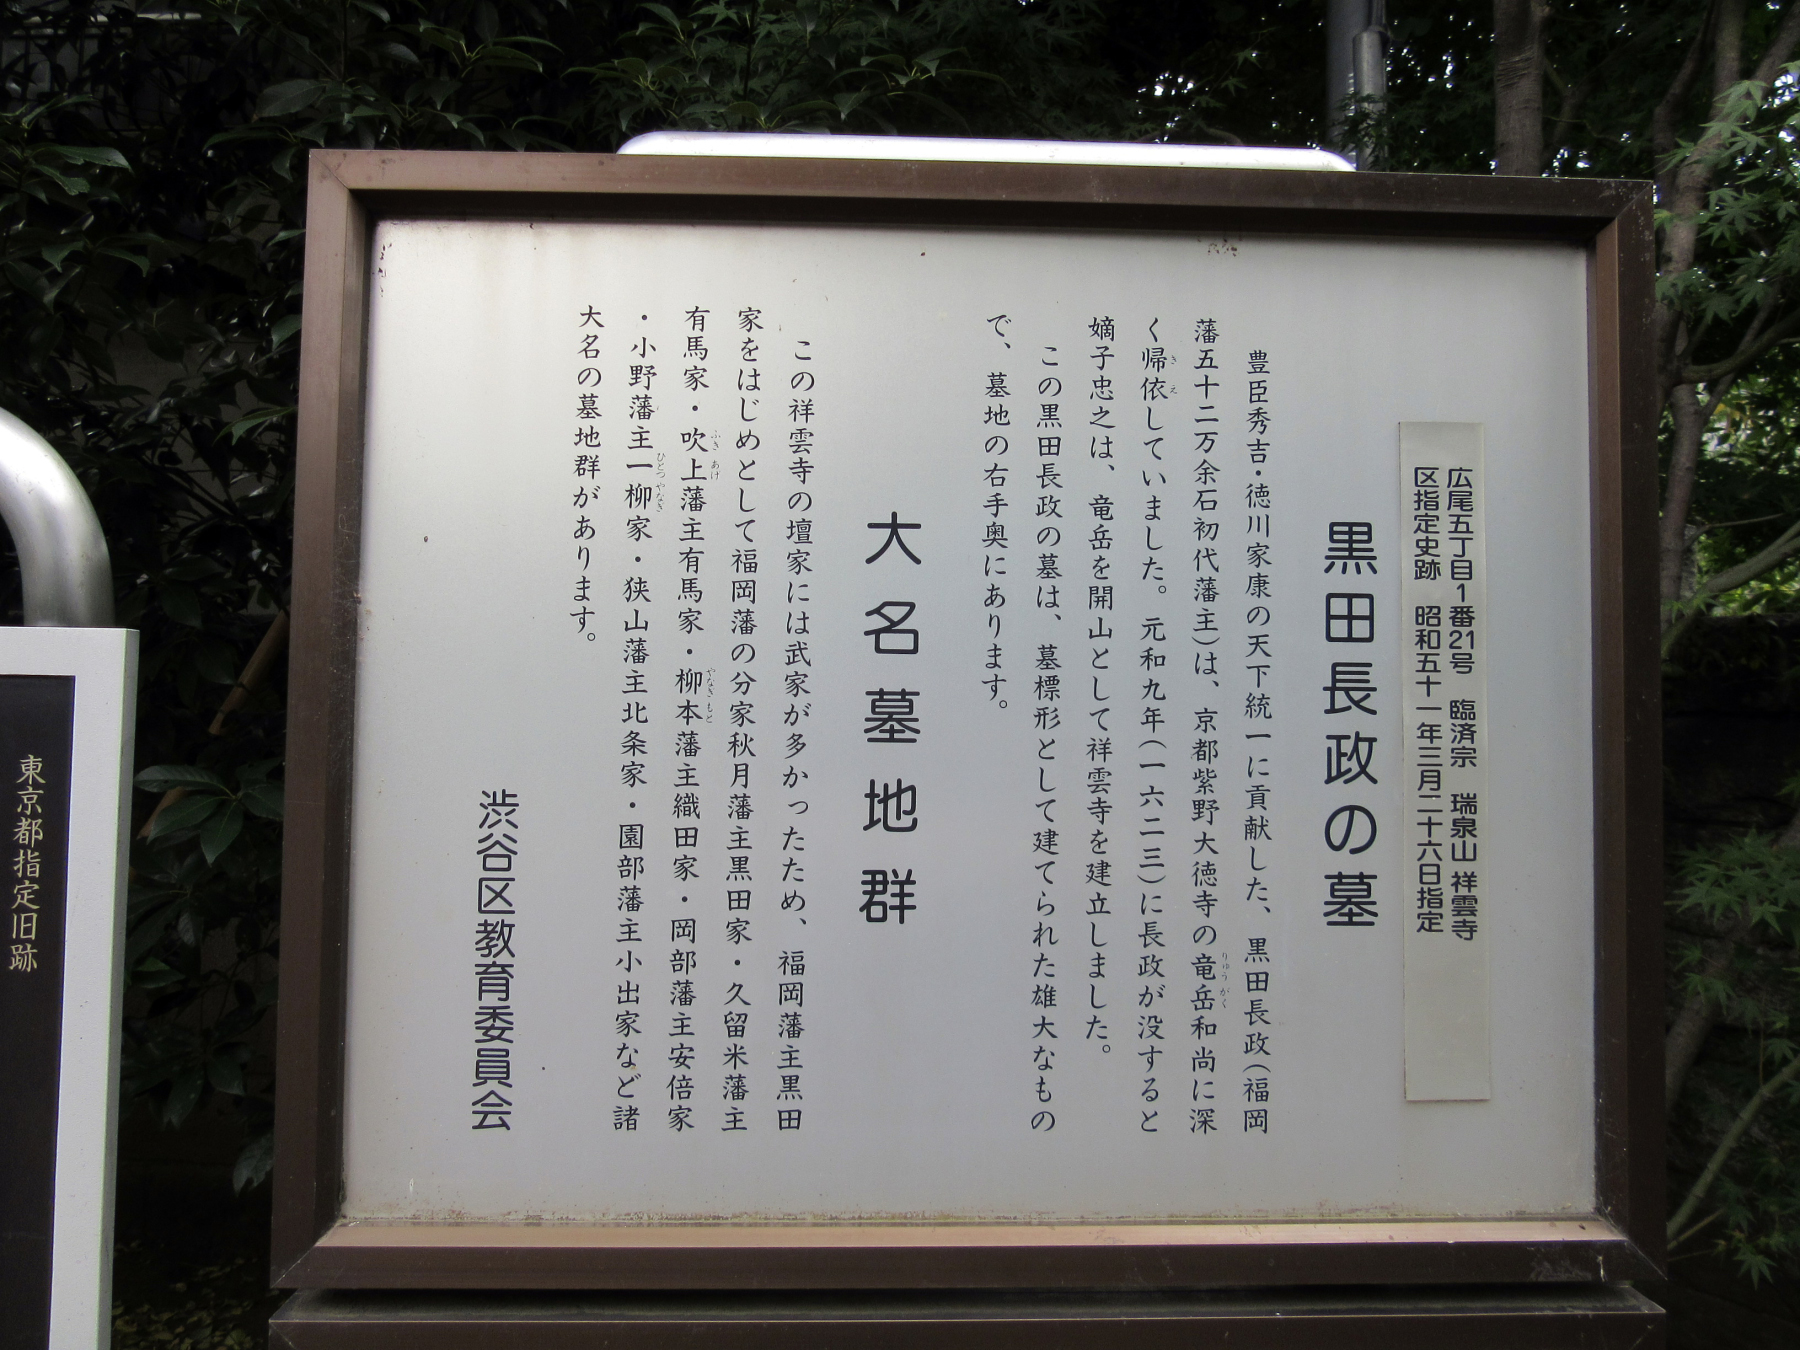 広尾五丁目1番21号　臨済宗　瑞泉山 祥雲寺
区指定史跡　昭和五十一年三月二十六日指定
黒田長政の墓
豊臣秀吉・徳川家康の天下統一に貢献した、黒田長政(福岡
藩五十二万余石初代藩主)は、京都紫野大徳寺の竜岳和尚に深
く帰依していました。元和九年(一六二三)に長政が没すると
嫡子忠之は、竜岳を開山として祥雲寺を建立しました。
この黒田長政の墓は、墓標形として建てられた雄大なもの
で、墓地の右手奥にあります。
大名墓地群
この祥雲寺の壇家には武家が多かったため、福岡藩主黒田
家をはじめとして福岡藩の分家秋月藩主黒田家・久留米藩主
有馬家・吹上藩主有馬家・柳本藩主織田家・岡部藩主安倍家
・小野藩主一柳家・狭山藩主北条家・園部藩主小出家など諸
大名の墓地群があります。
渋谷区教育委員会
東京都指定旧跡